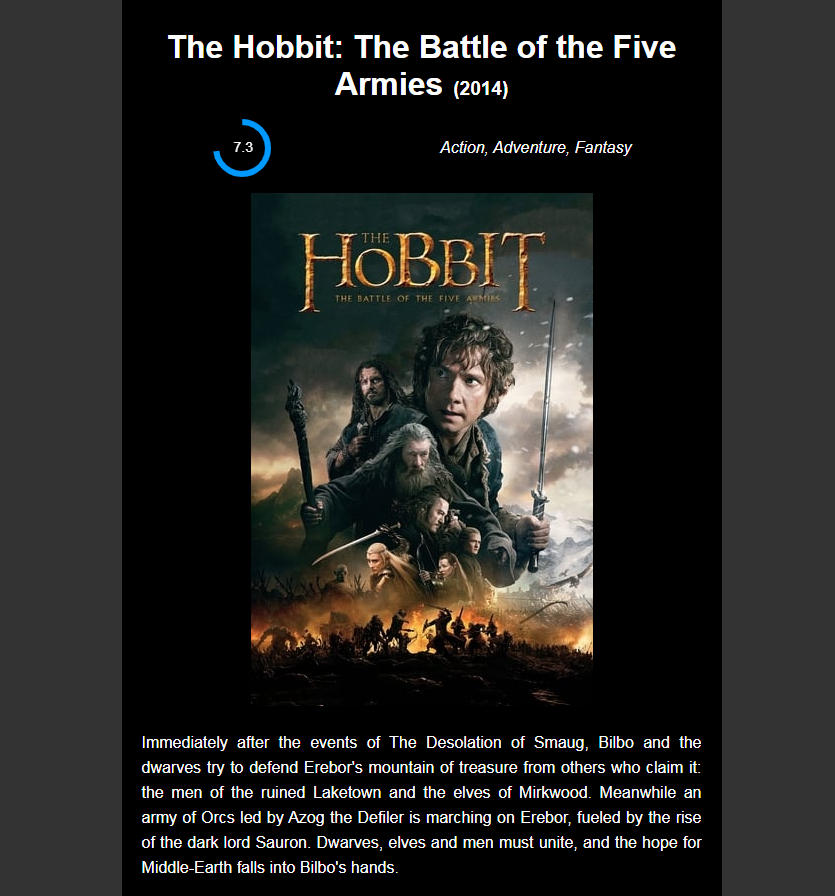 The Hobbit: The Battle of the Five
Armies (2014)
7.3
Action, Adventure, Fantasy
THE
HOBBIT
THE BATTLE OF THE FIVE ARMIES
Immediately after the events of The Desolation of Smaug, Bilbo and the
dwarves try to defend Erebor's mountain of treasure from others who claim it:
the men of the ruined Laketown and the elves of Mirkwood. Meanwhile an
army of Orcs led by Azog the Defiler is marching on Erebor, fueled by the rise
of the dark lord Sauron. Dwarves, elves and men must unite, and the hope for
Middle-Earth falls into Bilbo's hands.